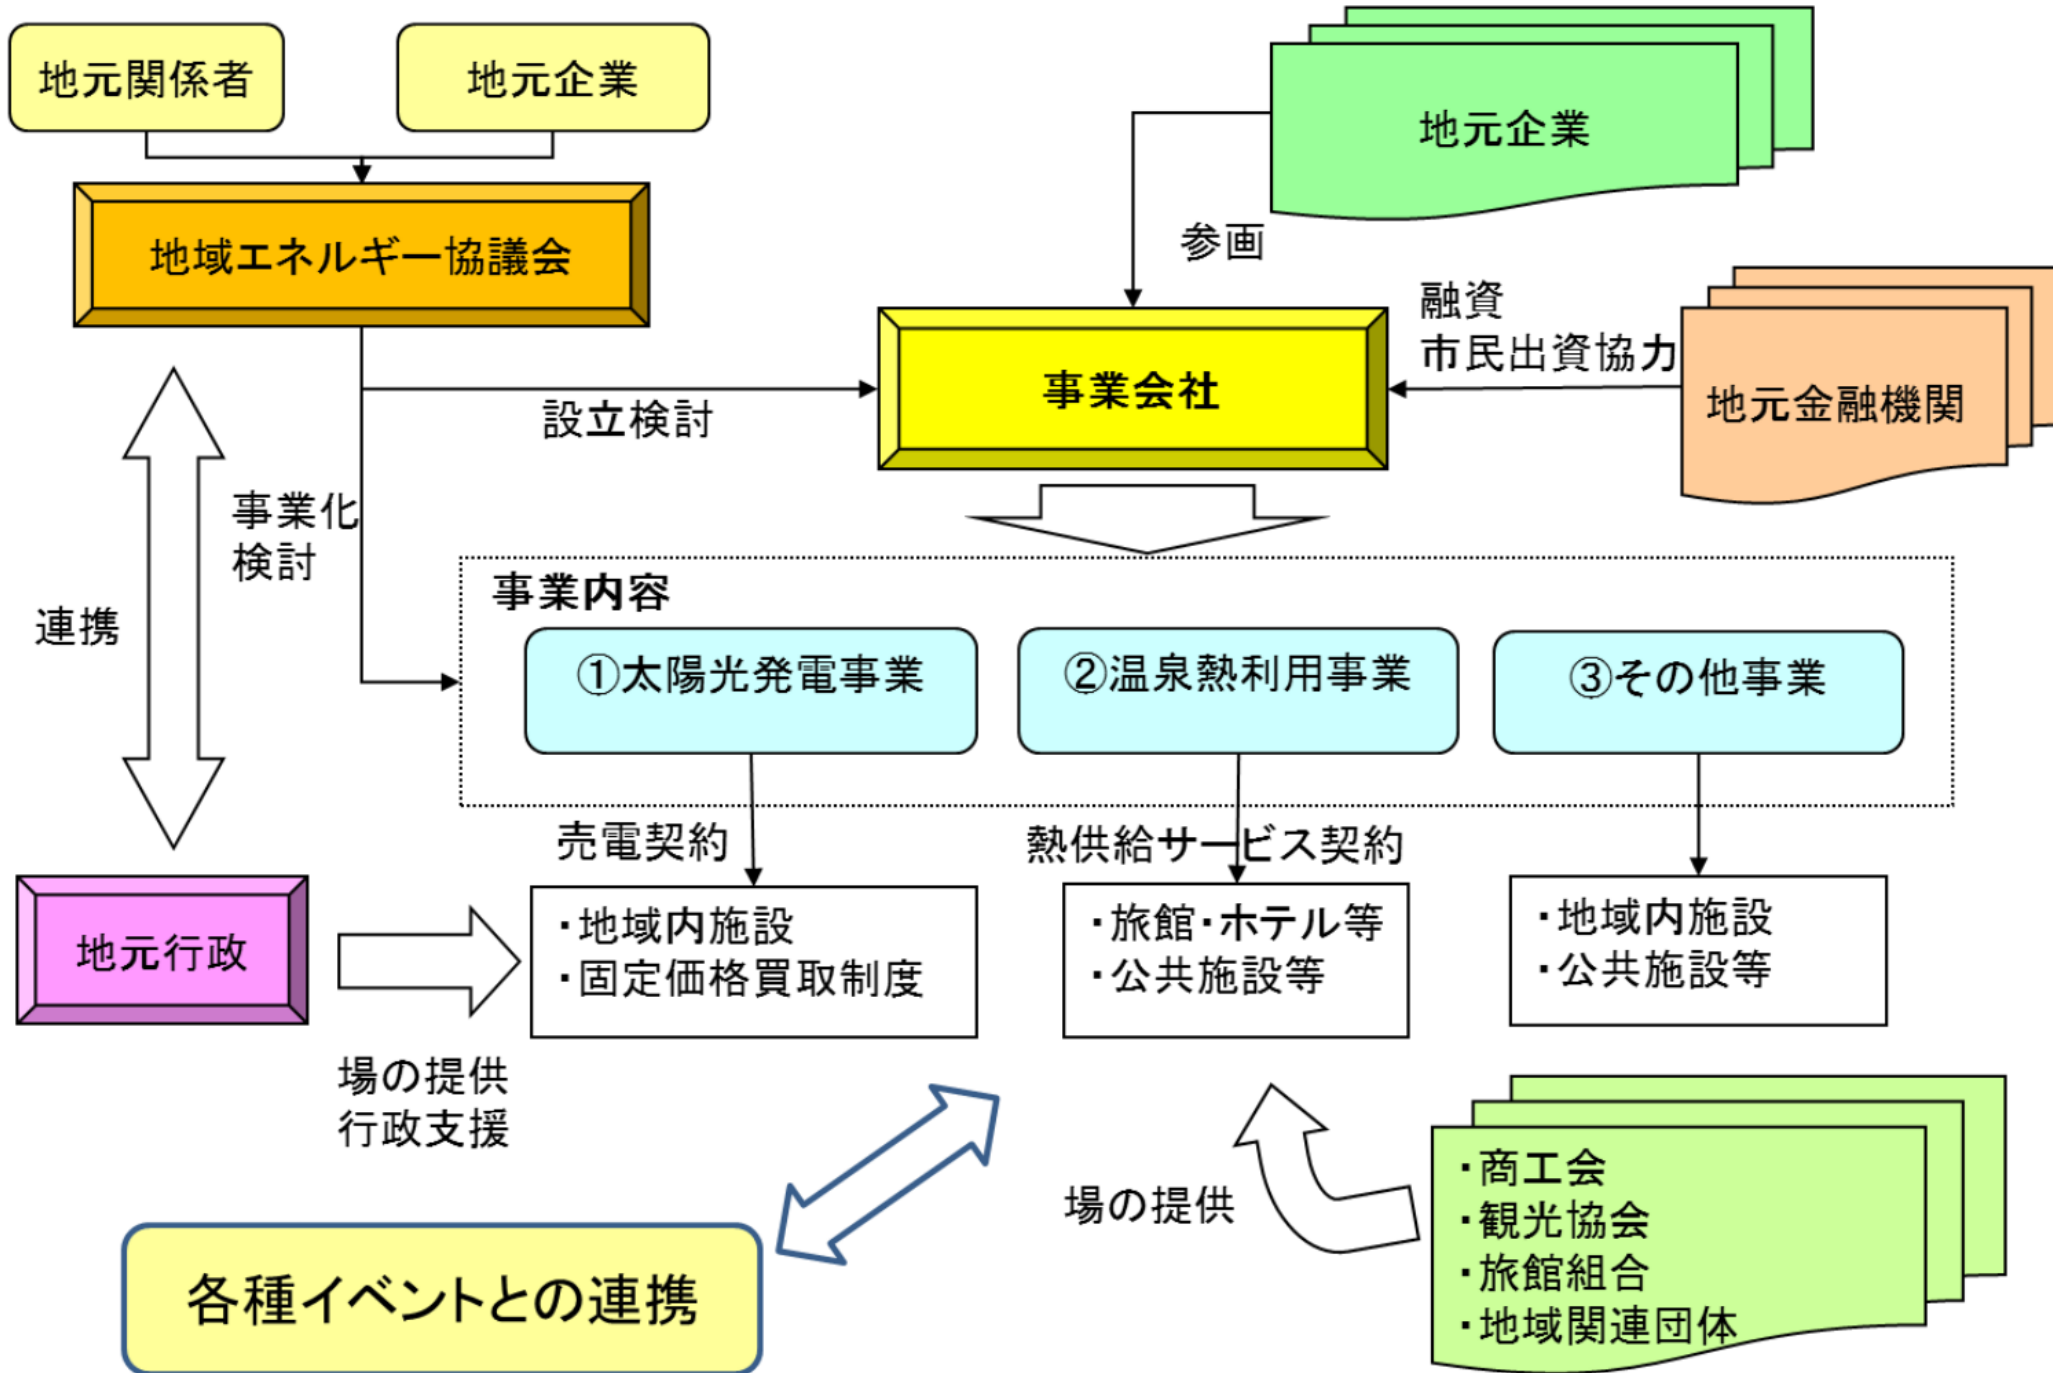 地元関係者
地元企業
地元企業
地域エネルギー協議会
参画
融資
市民出資協力
事業会社
地元金融機関
設立検討
事業化
検討
連携
事業内容
①太陽光発電事業
②温泉熱利用事業
③その他事業
売電契約
熱供給サービス契約
地元行政
・地域内施設
・固定価格買取制度
・旅館・ホテル等
・公共施設等
・地域内施設
・公共施設等
場の提供
行政支援
場の提供
・商工会
・観光協会
・旅館組合
・地域関連団体
各種イベントとの連携